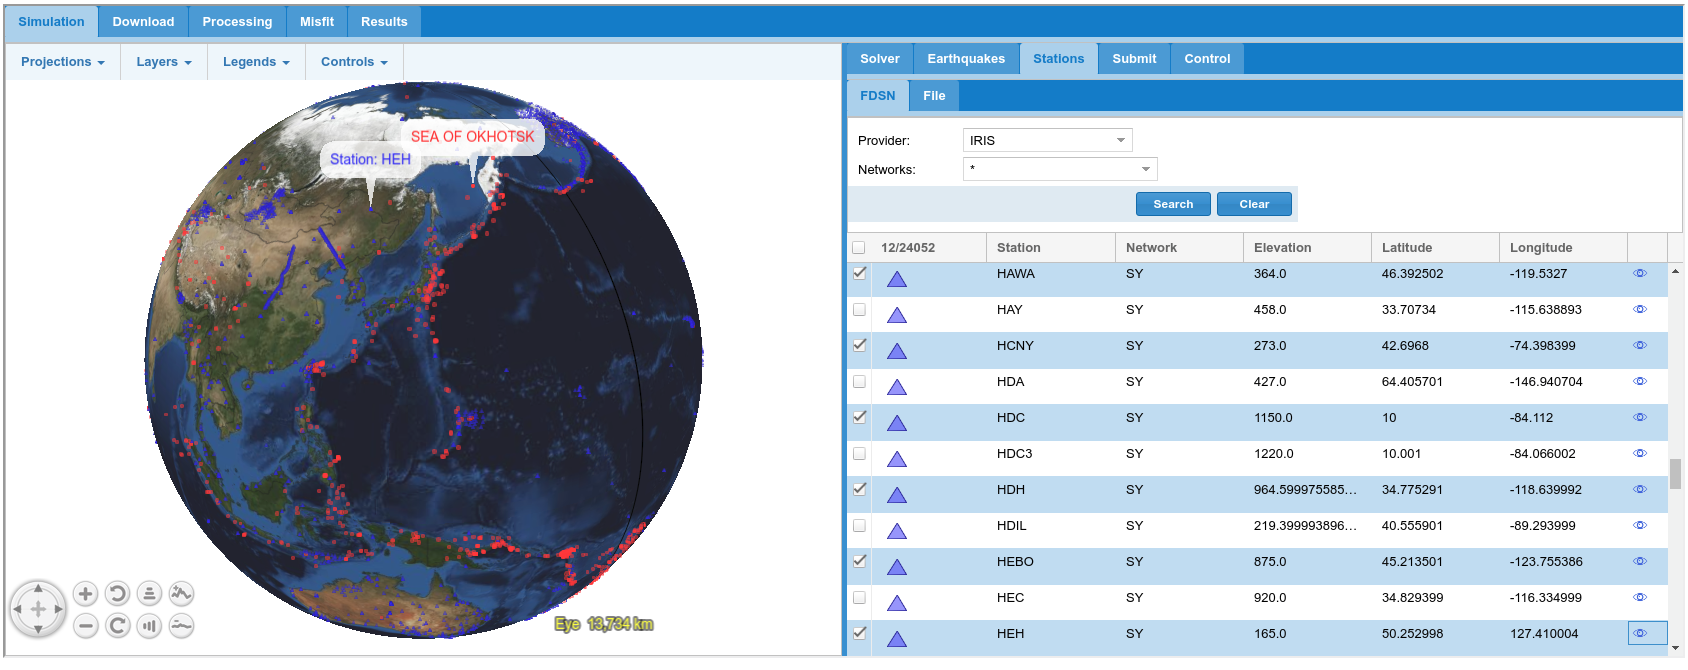 Simulation Download Processing Misfit Results
Projections Layers Legends Controls
SEA OF OKHOTSK
Station: HEH
Eye 13,734 km
Solver Earthquakes Stations Submit Control
FDSN File
Provider: IRIS
Networks: *
Search Clear
12/24052 Station Network Elevation Latitude Longitude
HAWA SY 364.0 46.392502 -119.5327
HAY SY 458.0 33.70734 -115.638893
HCNY SY 273.0 42.6968 -74.398399
HDA SY 427.0 64.405701 -146.940704
HDC SY 1150.0 10 -84.112
HDC3 SY 1220.0 10.001 -84.066002
HDH SY 964.599975585... 34.775291 -118.639992
HDIL SY 219.399993896... 40.555901 -89.293999
HEBO SY 875.0 45.213501 -123.755386
HEC SY 920.0 34.829399 -116.334999
HEH SY 165.0 50.252998 127.410004